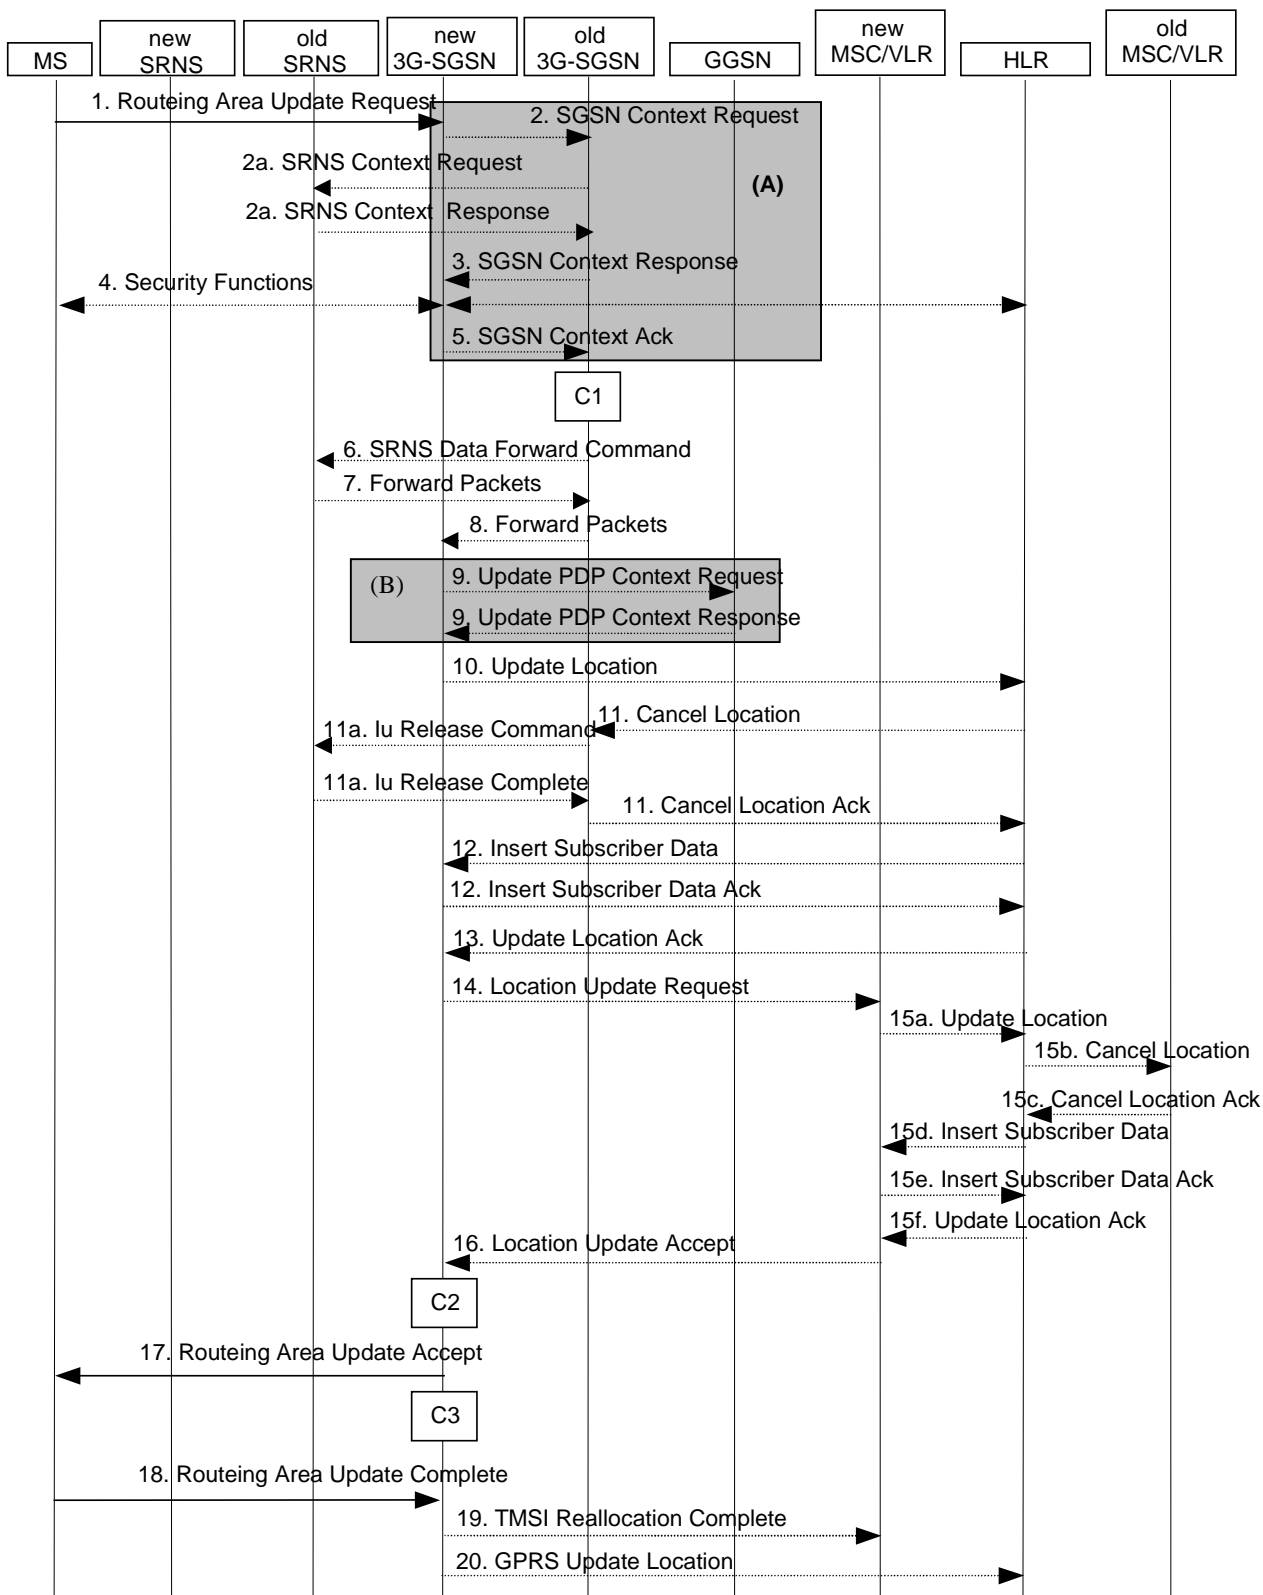 MS
new
SRNS
old
SRNS
new
3G-SGSN
old
3G-SGSN
GGSN
new
MSC/VLR
HLR
old
MSC/VLR
1. Routeing Area Update Request
2. SGSN Context Request
2a. SRNS Context Request
(A)
2a. SRNS Context Response
3. SGSN Context Response
4. Security Functions
5. SGSN Context Ack
C1
6. SRNS Data Forward Command
7. Forward Packets
8. Forward Packets
(B)
9. Update PDP Context Request
9. Update PDP Context Response
10. Update Location
11. Cancel Location
11a. Iu Release Command
11a. Iu Release Complete
11. Cancel Location Ack
12. Insert Subscriber Data
12. Insert Subscriber Data Ack
13. Update Location Ack
14. Location Update Request
15a. Update Location
15b. Cancel Location
15c. Cancel Location Ack
15d. Insert Subscriber Data
15e. Insert Subscriber Data Ack
15f. Update Location Ack
16. Location Update Accept
C2
17. Routeing Area Update Accept
C3
18. Routeing Area Update Complete
19. TMSI Reallocation Complete
20. GPRS Update Location